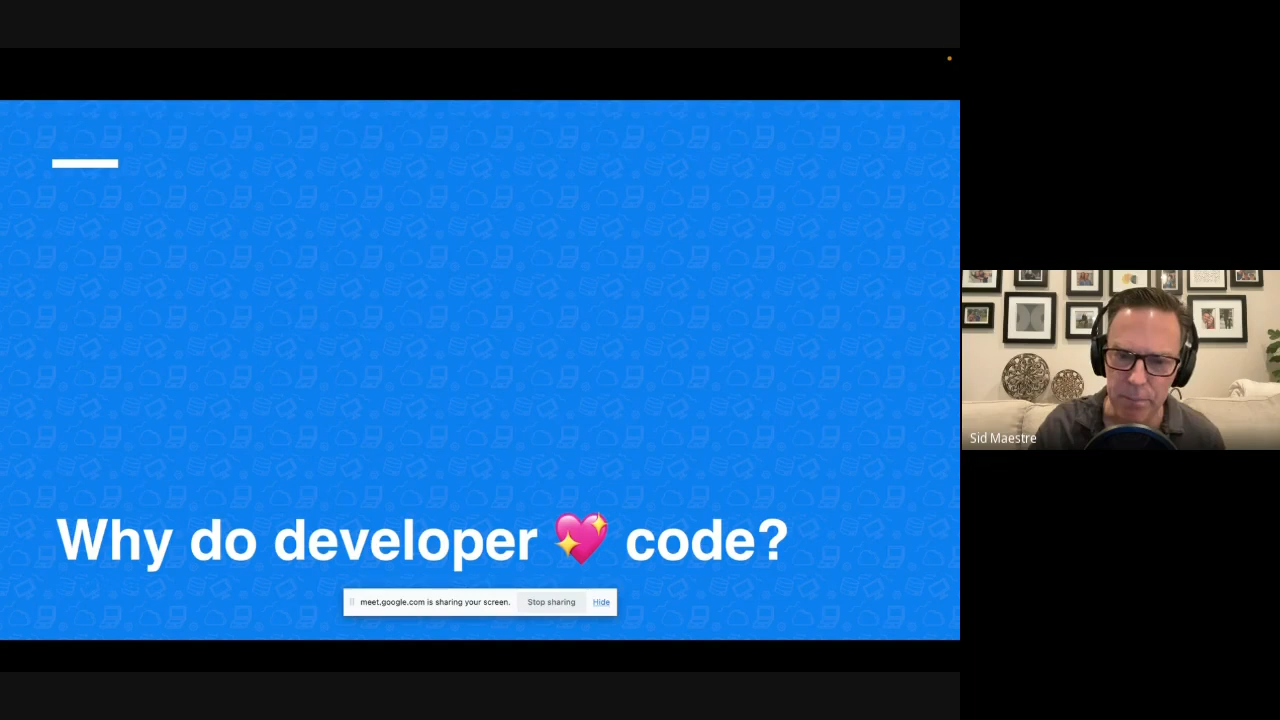 Why do developer 💖 code?
meet.google.com is sharing your screen. Stop sharing Hide
Sid Maestre